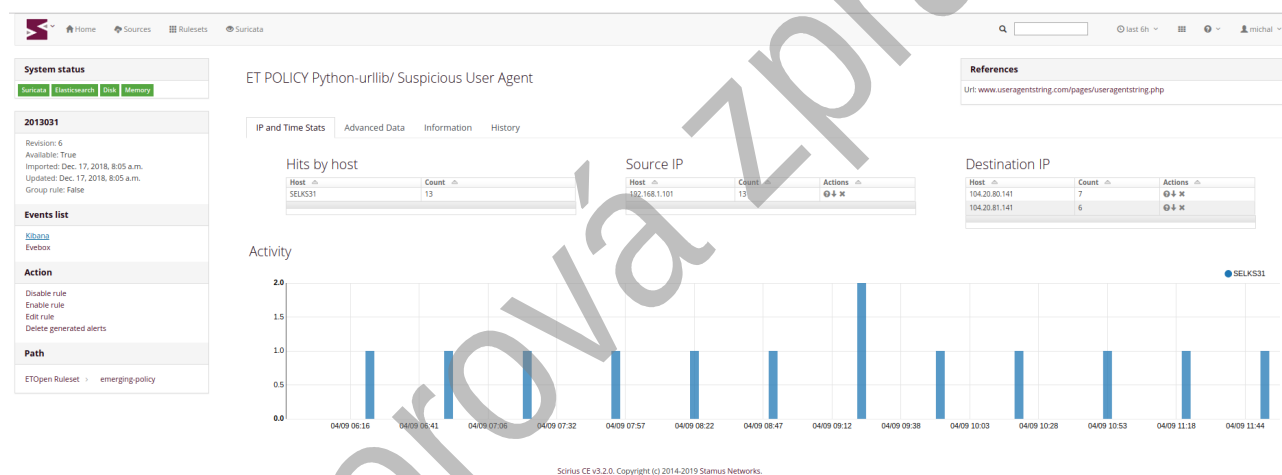 Home Sources Rulesets Suricata last 6h michal
System status
Suricata Elasticsearch Disk Memory
2013031
Revision: 6
Available: True
Imported: Dec. 17, 2018, 8:05 a.m.
Updated: Dec. 17, 2018, 8:05 a.m.
Group rule: False
Events list
Kibana
Evebox
Action
Disable rule
Enable rule
Edit rule
Delete generated alerts
Path
ETOpen Ruleset › emerging-policy
ET POLICY Python-urllib/ Suspicious User Agent
References
Url: www.useragentstring.com/pages/useragentstring.php
IP and Time Stats Advanced Data Information History
Hits by host
Host Count
SELKS31 13
Source IP
Host Count Actions
192.168.1.101 13
Destination IP
Host Count Actions
104.20.80.141 7
104.20.81.141 6
Activity
SELKS31
2.0
1.5
1.0
0.5
0.0
04/09 06:16 04/09 06:41 04/09 07:06 04/09 07:32 04/09 07:57 04/09 08:22 04/09 08:47 04/09 09:12 04/09 09:38 04/09 10:03 04/09 10:28 04/09 10:53 04/09 11:18 04/09 11:44
Scirius CE v3.2.0. Copyright (c) 2014-2019 Stamus Networks.